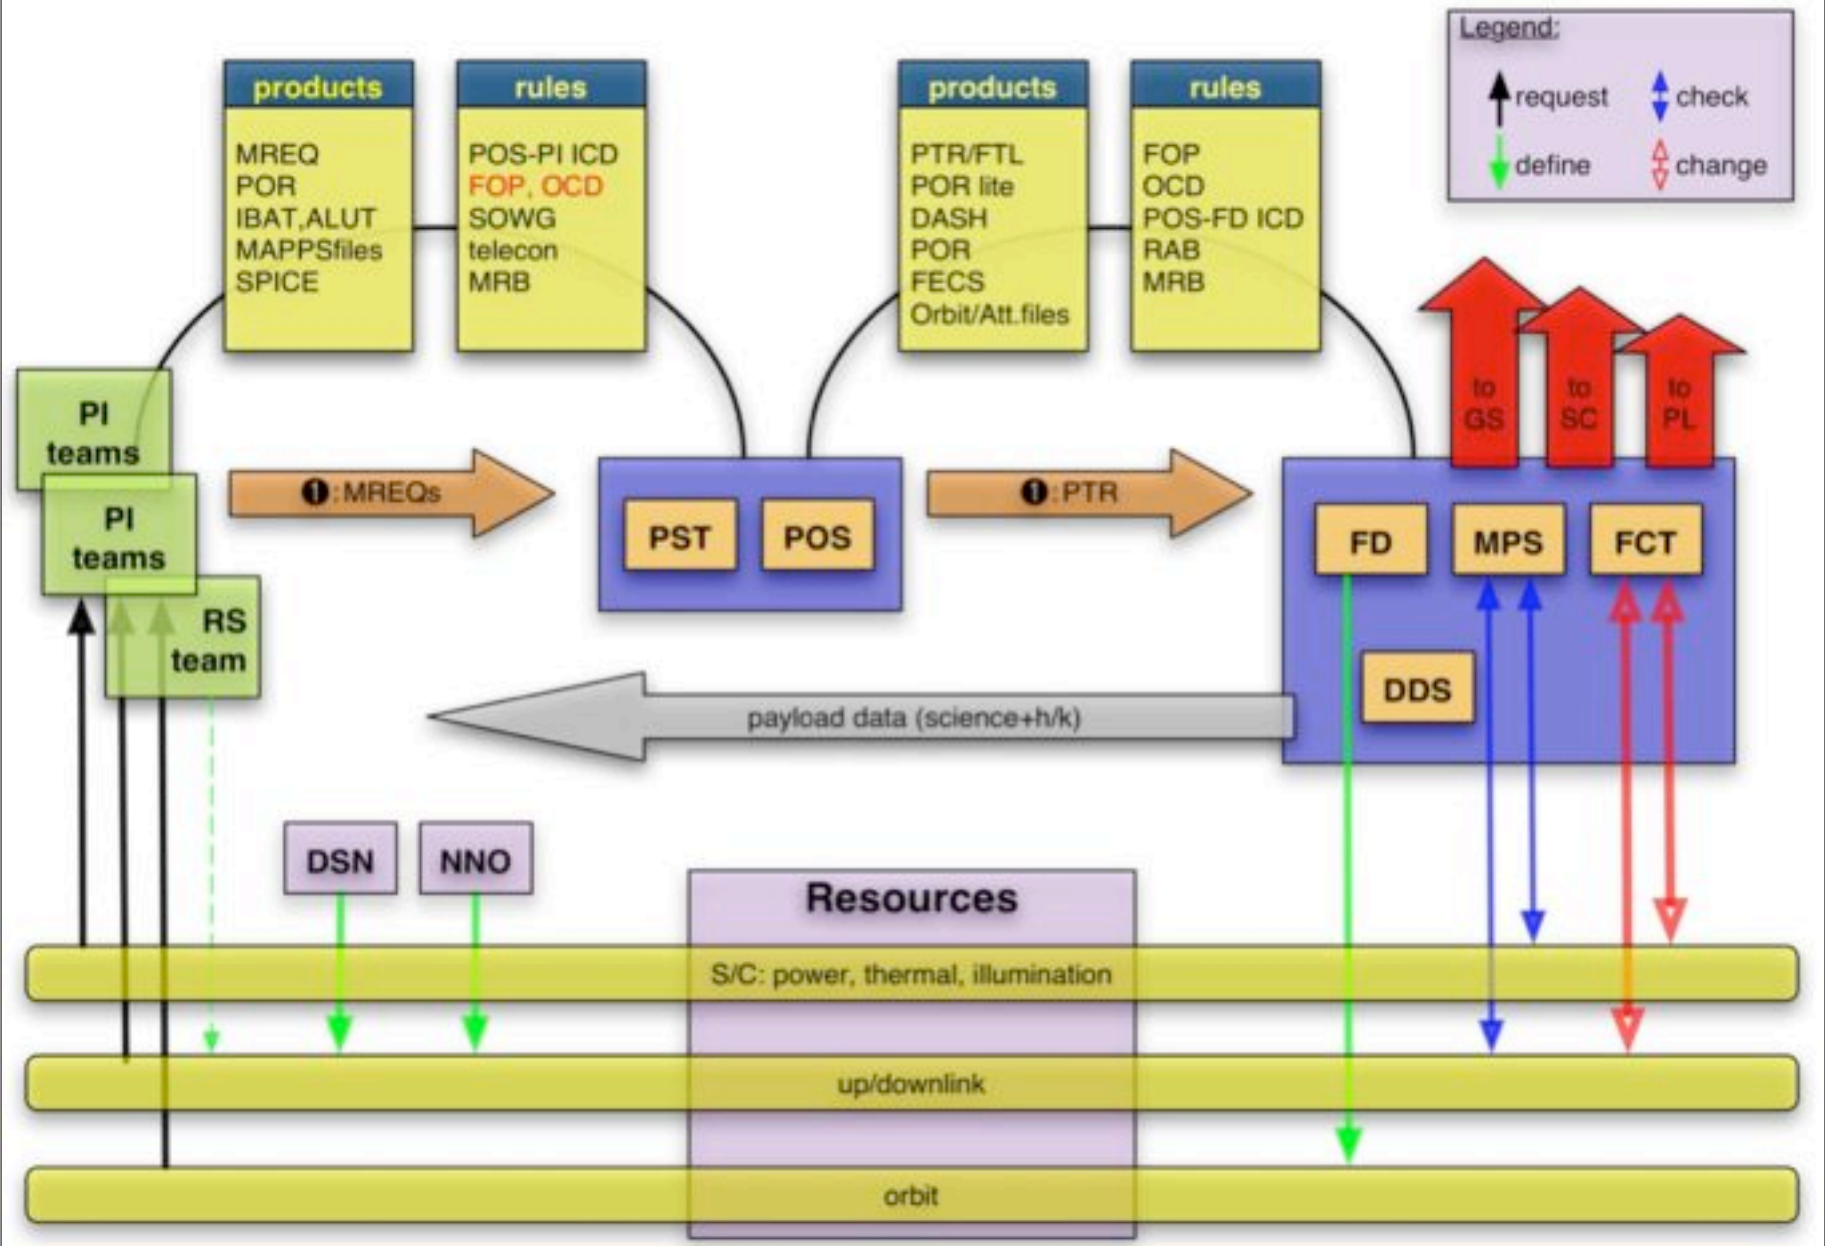 Legend:
request
check
define
change
products
MREQ
POR
IBAT,ALUT
MAPPSfiles
SPICE
rules
POS-PI ICD
FOP, OCD
SOWG
telecon
MRB
products
PTR/FTL
POR lite
DASH
POR
FECS
Orbit/Att.files
rules
FOP
OCD
POS-FD ICD
RAB
MRB
to
GS
to
SC
to
PL
PI
teams
PI
teams
RS
team
❶:MREQs
PST
POS
❶:PTR
FD
MPS
FCT
DDS
payload data (science+h/k)
DSN
NNO
Resources
S/C: power, thermal, illumination
up/downlink
orbit